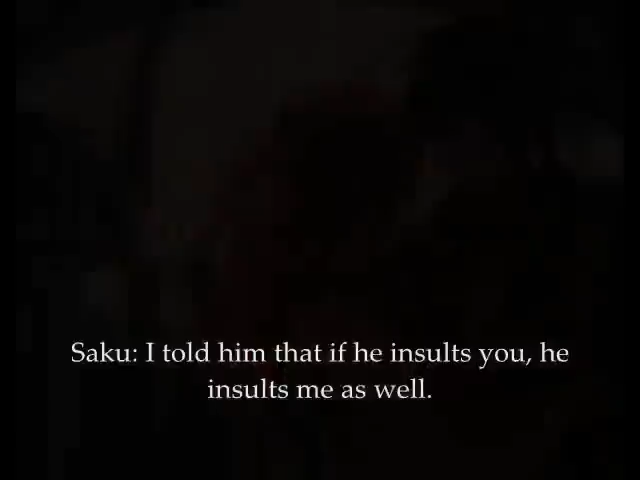 Saku: I told him that if he insults you, he
insults me as well.